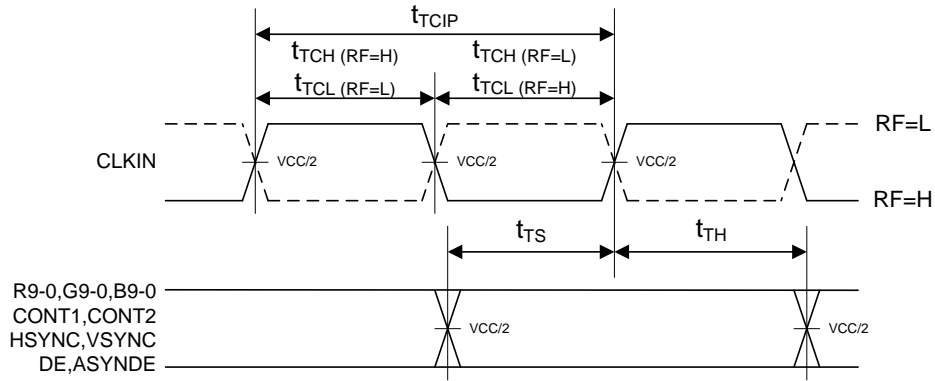 tTCIP
tTCH (RF=H) tTCH (RF=L)
tTCL (RF=L) tTCL (RF=H)
RF=L
CLKIN VCC/2 VCC/2 VCC/2
RF=H
tTS tTH
R9-0,G9-0,B9-0
CONT1,CONT2
HSYNC,VSYNC
VCC/2 VCC/2
DE,ASYNDE